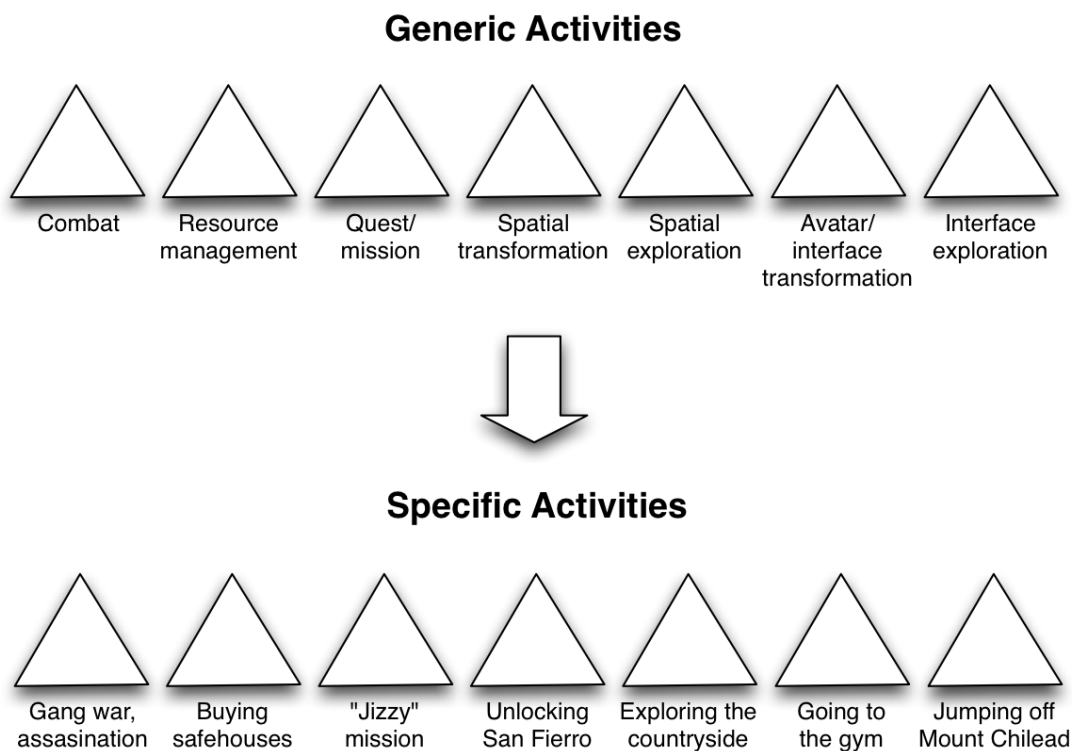 Generic Activities
Combat
Resource
management
Quest/
mission
Spatial
transformation
Spatial
exploration
Avatar/
interface
transformation
Interface
exploration
Specific Activities
Gang war,
assasination
Buying
safehouses
"Jizzy"
mission
Unlocking
San Fierro
Exploring the
countryside
Going to
the gym
Jumping off
Mount Chilead